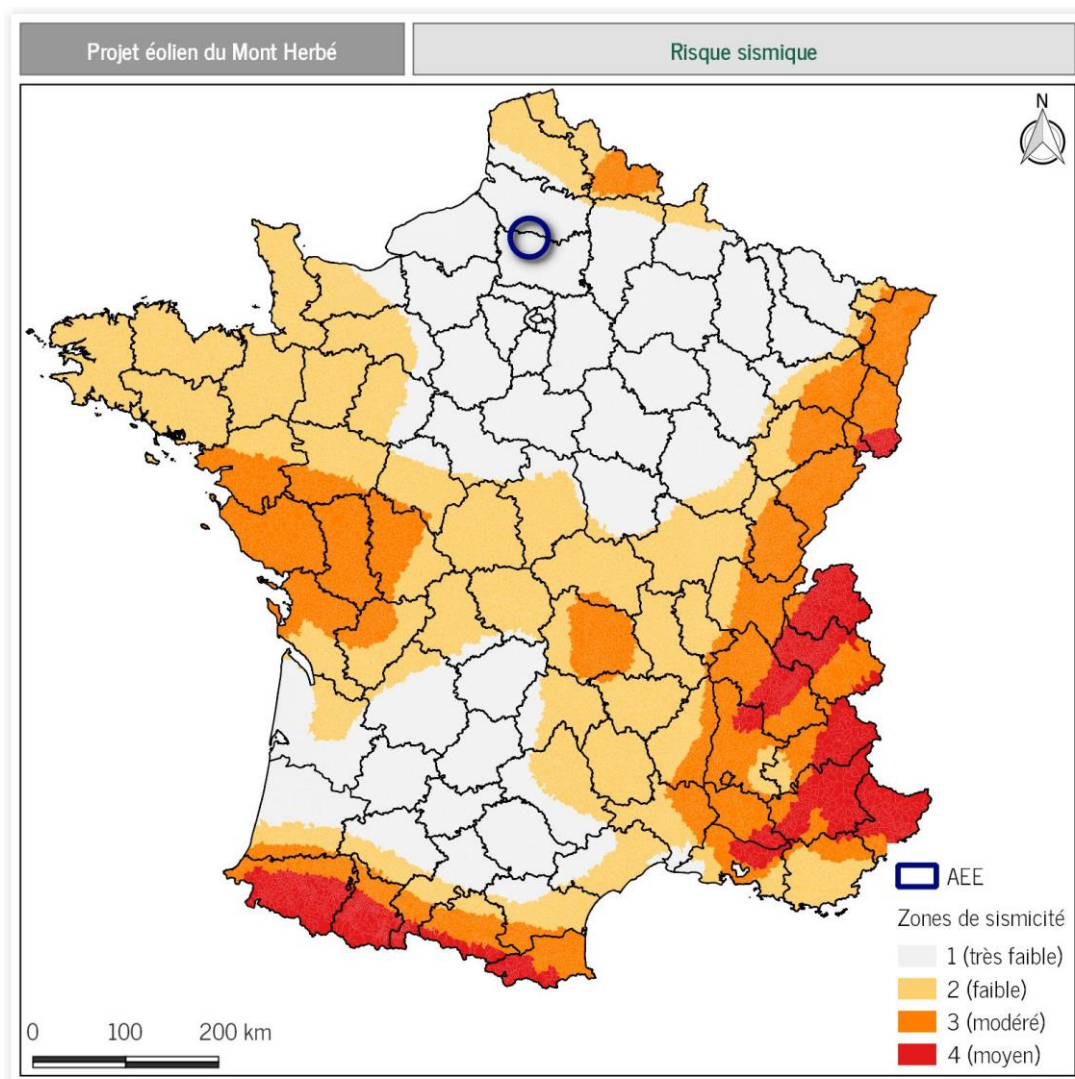 Projet éolien du Mont Herbé
Risque sismique
N
AEE
Zones de sismicité
1 (très faible)
2 (faible)
3 (modéré)
4 (moyen)
0 100 200 km